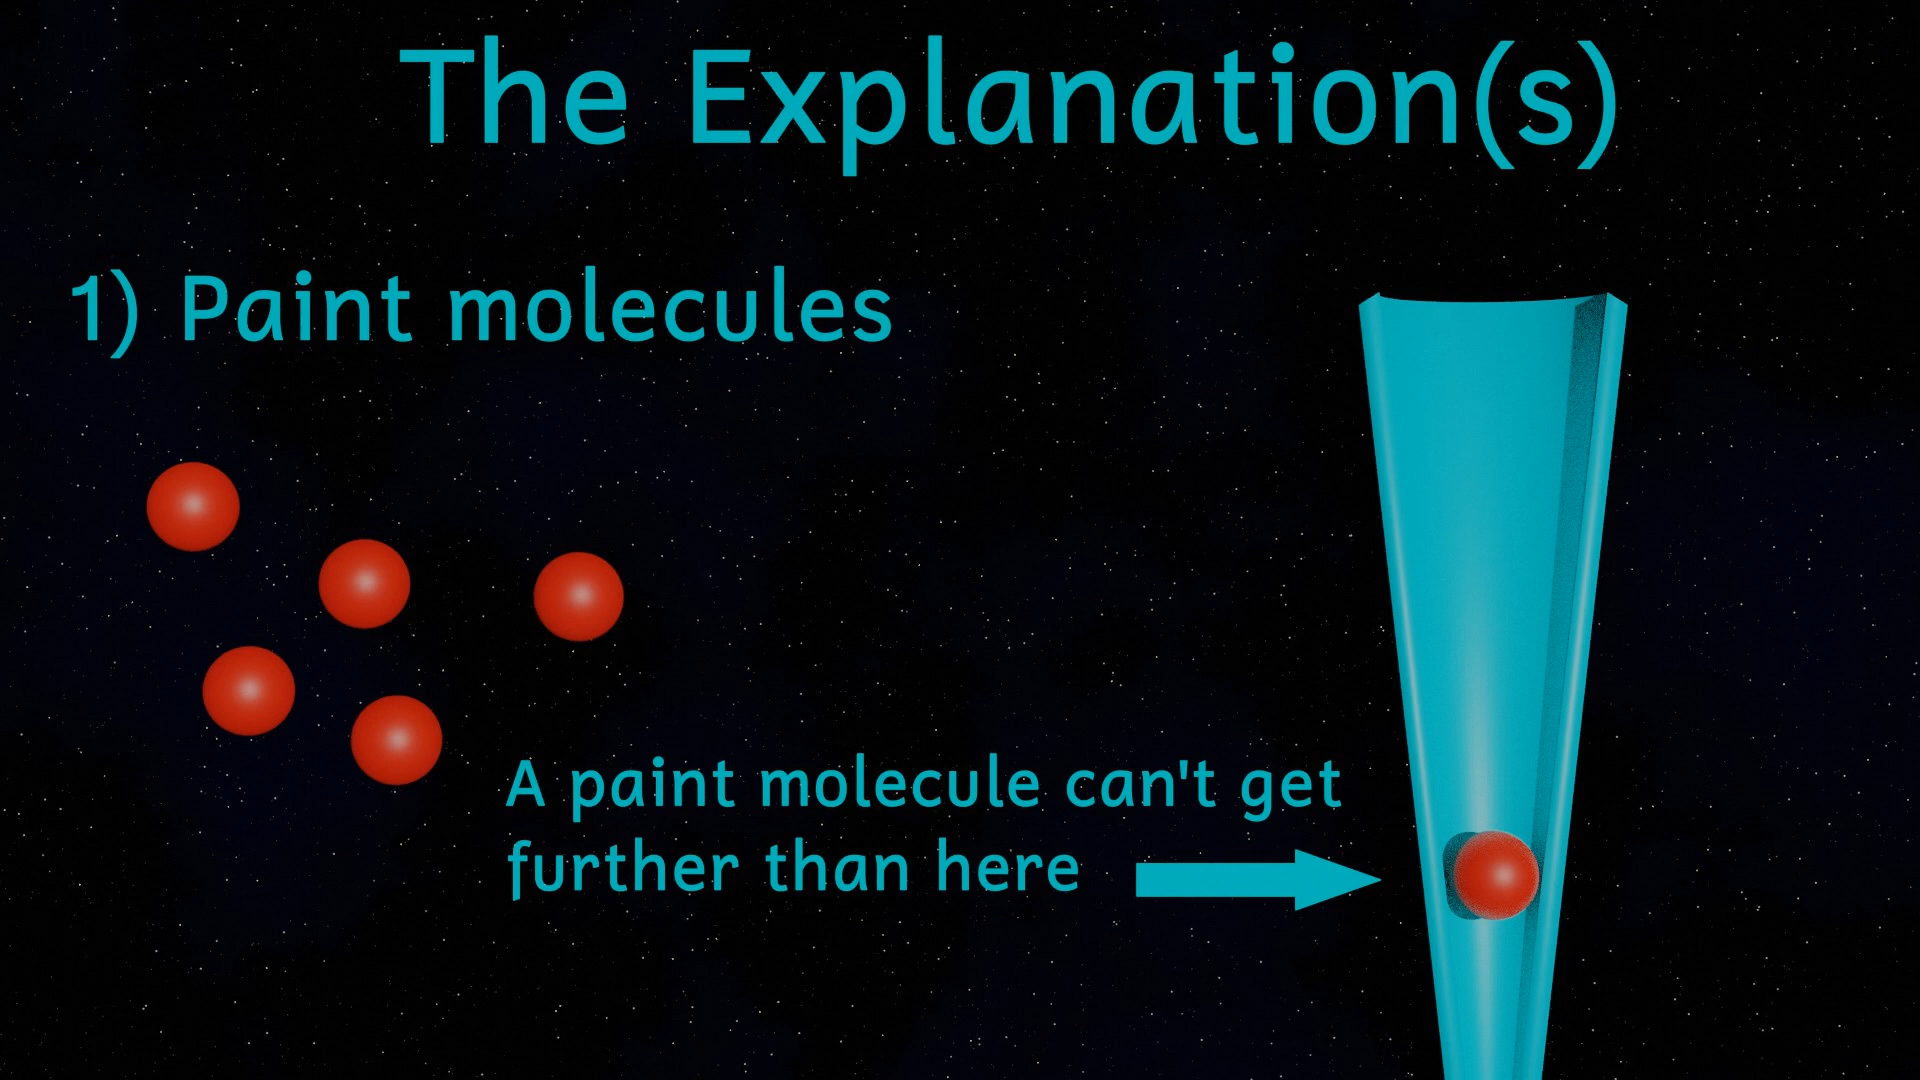 The Explanation(s)
1) Paint molecules
A paint molecule can't get
further than here